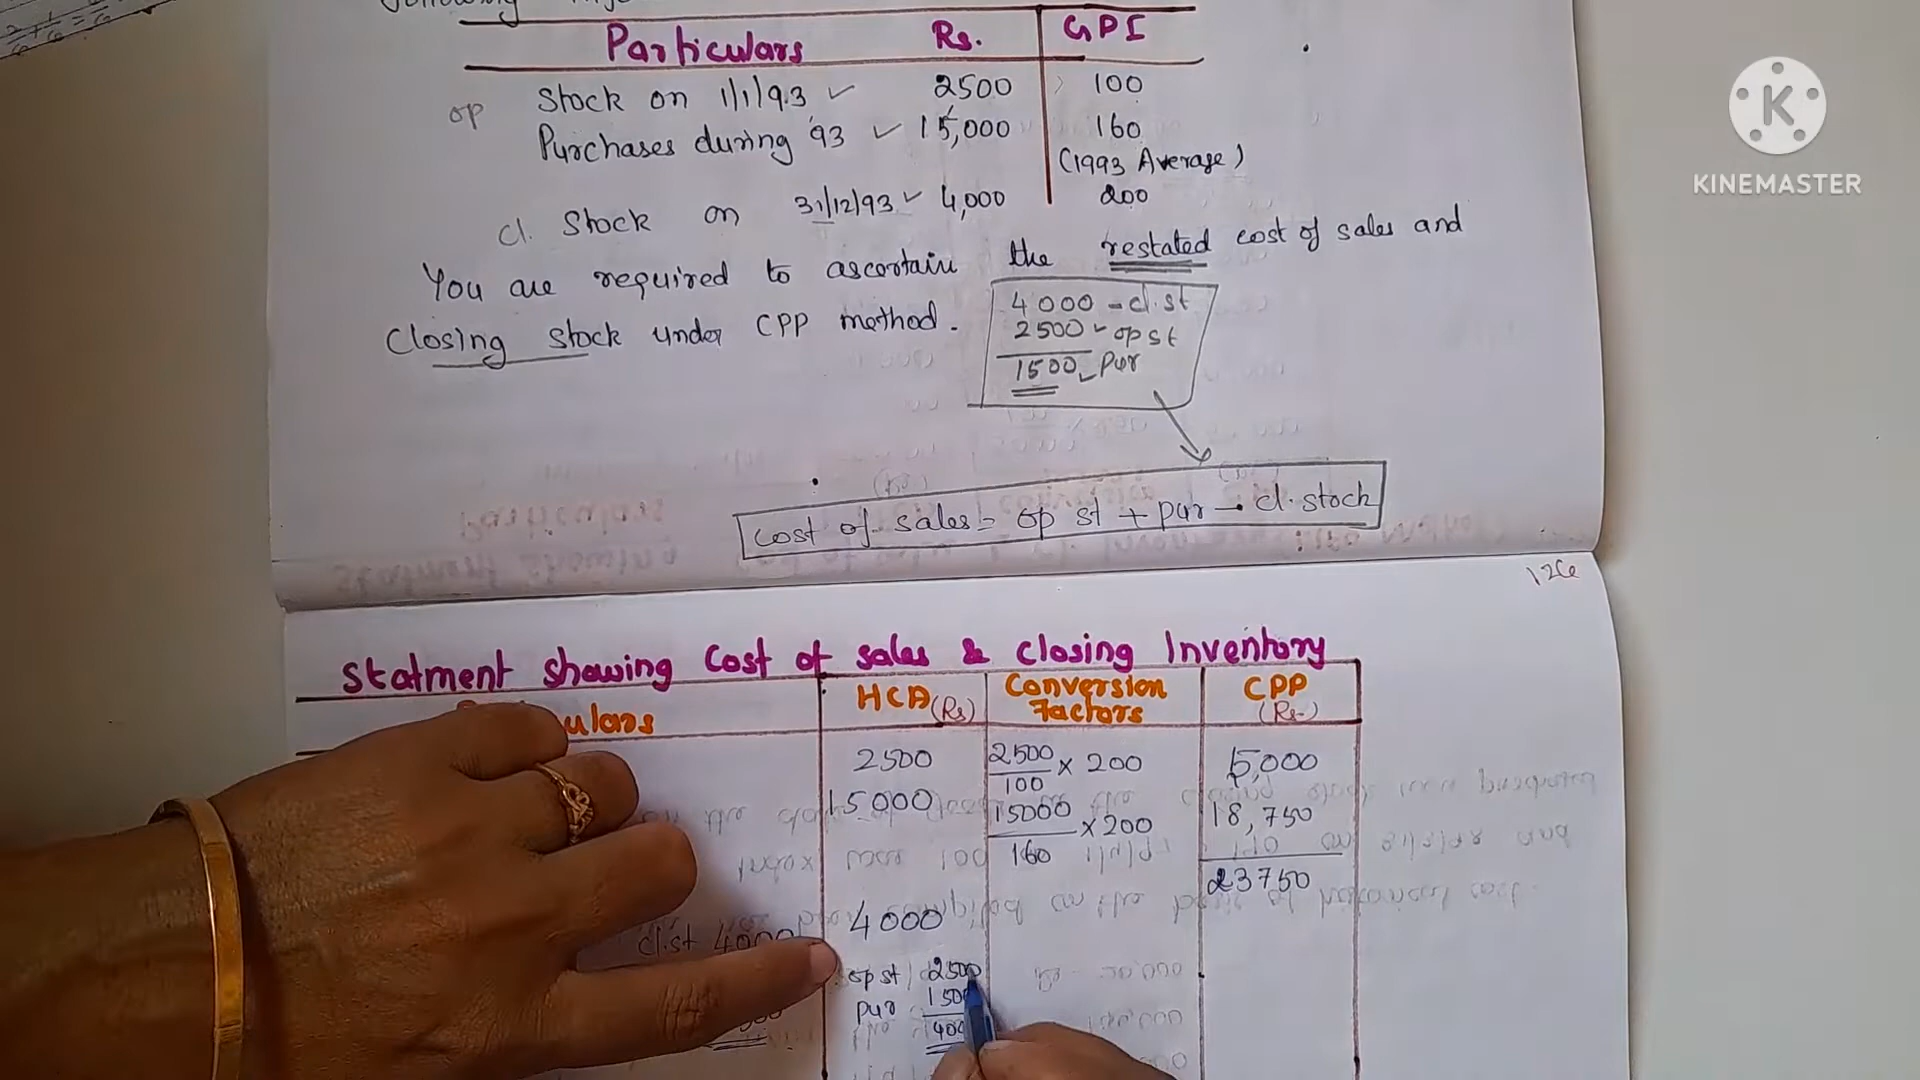 Particulars Rs. GPI
op Stock on 1/1/93 ✓ 2500 100
Purchases during '93 ✓ 15,000 160
(1993 Average)
cl. Stock on 31/12/93 ✓ 4,000 200
You are required to ascertain the restated cost of sales and
Closing stock under CPP method.
4000 - cl.st
2500 - op st
1500 - pur
cost of sales = op st + pur - cl. stock
126
Statment showing Cost of sales & closing Inventory
HCA (Rs) Conversion Factors CPP (Rs.)
2500 2500/100 × 200 5,000
15000 15000/160 × 200 18,750
23750
4000
cl.st 4000
op st 2500
pur
KINEMASTER